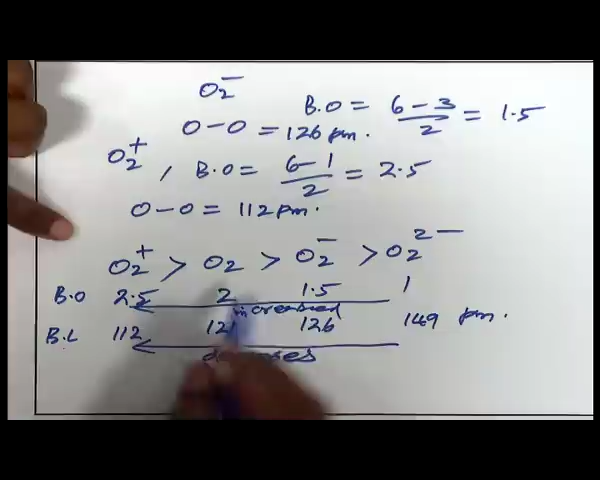 O₂⁻
B.O = 6-3/2 = 1.5
O-O = 126 pm.
O₂⁺, B.O = 6-1/2 = 2.5
O-O = 112 pm.
O₂⁺ > O₂ > O₂⁻ > O₂²⁻
B.O 2.5 2 1.5 1
increased
B.L 112 121 126 149 pm.